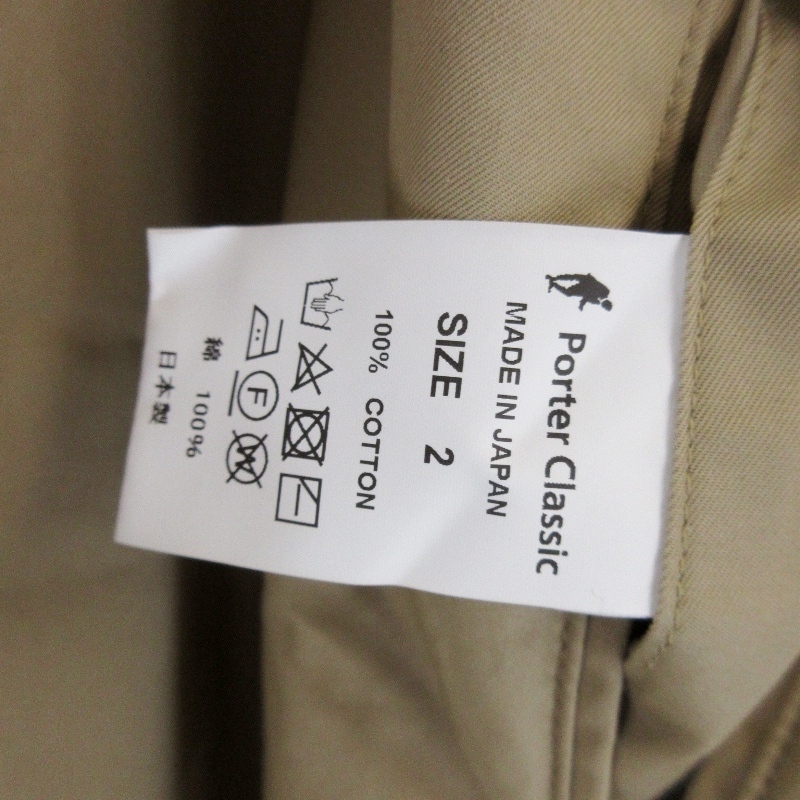 Porter Classic
MADE IN JAPAN
SIZE 2
100% COTTON
F
W
綿 100%
日本製